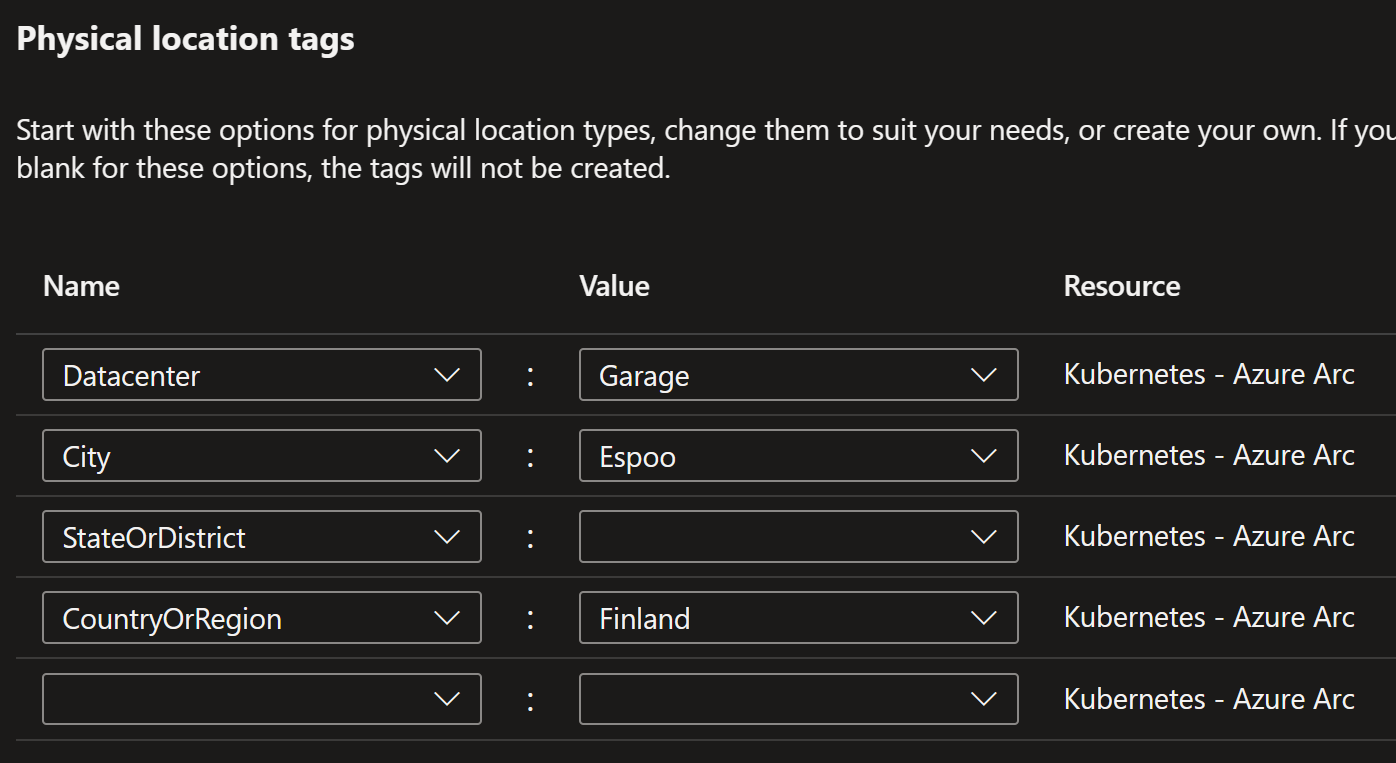 Physical location tags
Start with these options for physical location types, change them to suit your needs, or create your own. If you
blank for these options, the tags will not be created.
Name Value Resource
Datacenter : Garage Kubernetes - Azure Arc
City : Espoo Kubernetes - Azure Arc
StateOrDistrict : Kubernetes - Azure Arc
CountryOrRegion : Finland Kubernetes - Azure Arc
: Kubernetes - Azure Arc